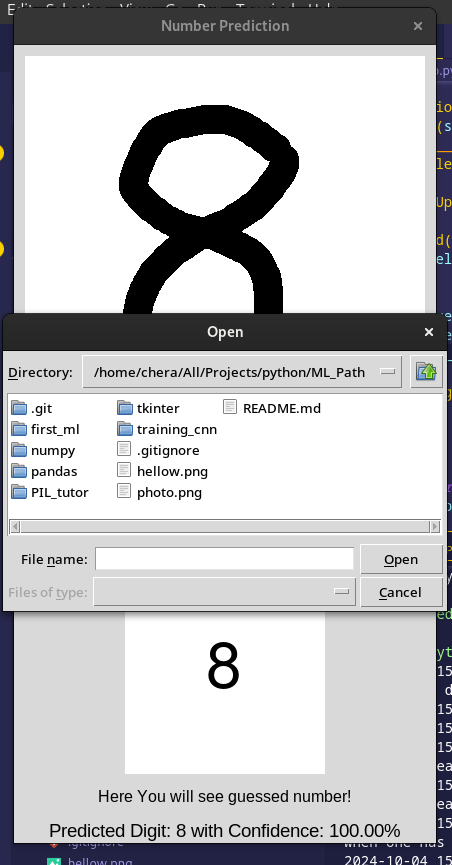 Number Prediction
×
Open
×
Directory: /home/chera/All/Projects/python/ML_Path
.git tkinter README.md
first_ml training_cnn
numpy .gitignore
pandas hellow.png
PIL_tutor photo.png
File name: Open
Files of type: Cancel
8
Here You will see guessed number!
Predicted Digit: 8 with Confidence: 100.00%
.gitignore when one has
hellow.png 2024-10-04 15